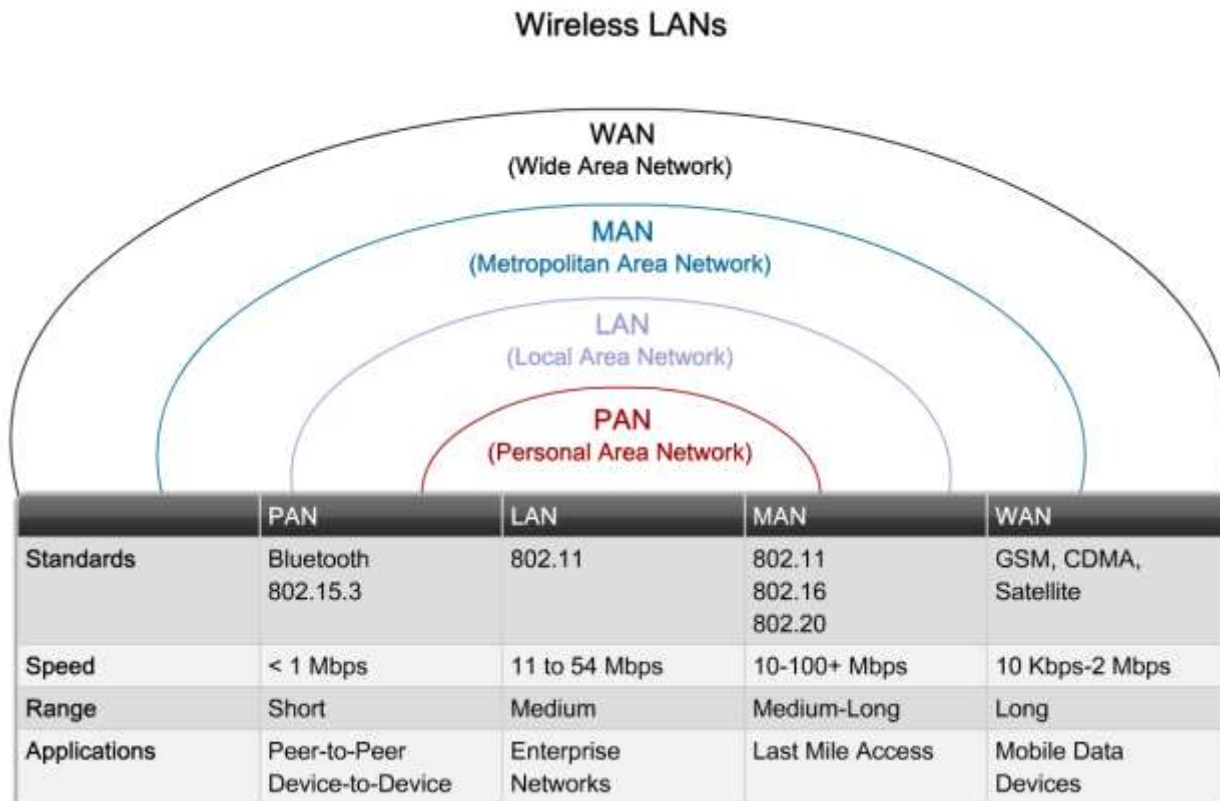 Wireless LANs
WAN
(Wide Area Network)
MAN
(Metropolitan Area Network)
LAN
(Local Area Network)
PAN
(Personal Area Network)
PAN LAN MAN WAN
Standards Bluetooth 802.11 802.11 GSM, CDMA,
802.15.3 802.16 Satellite
802.20
Speed < 1 Mbps 11 to 54 Mbps 10-100+ Mbps 10 Kbps-2 Mbps
Range Short Medium Medium-Long Long
Applications Peer-to-Peer Enterprise Last Mile Access Mobile Data
Device-to-Device Networks Devices